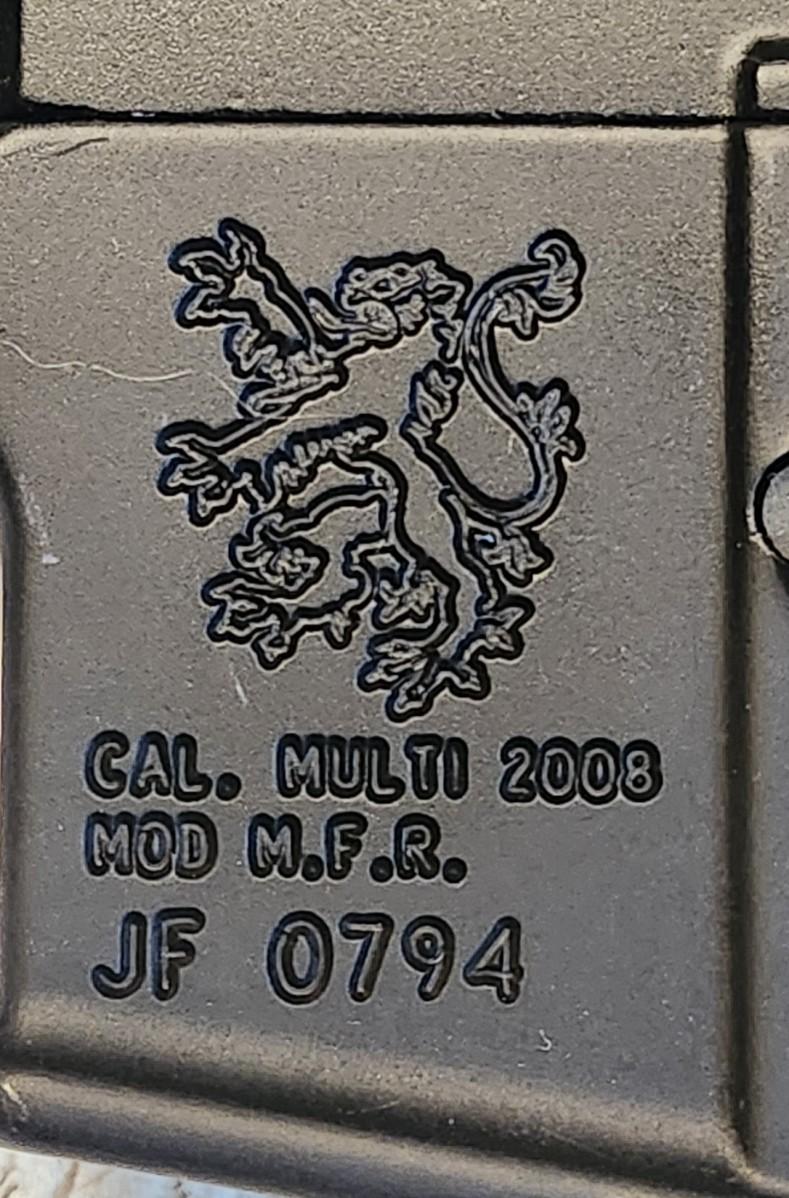 CAL. MULTI 2008
MOD M.F.R.
JF 0794